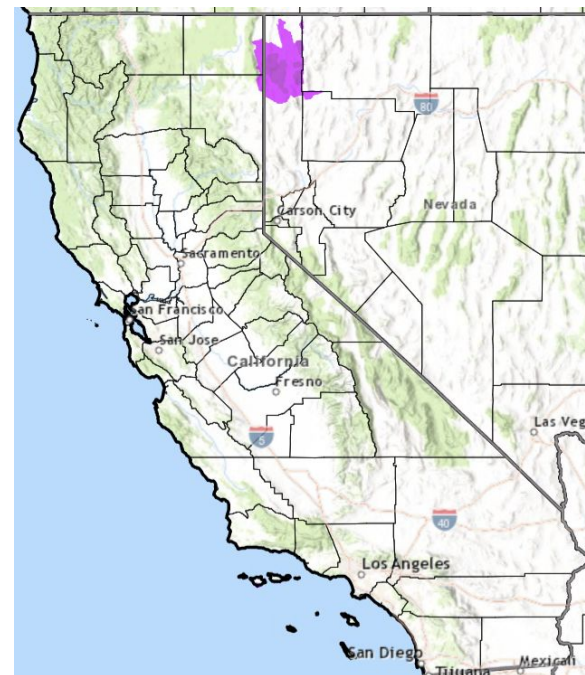 80
Carson City
Nevada
Sacramento
San Francisco
San Jose
California
Fresno
5
Las Veg
40
Los Angeles
San Diego
Tijuana
Mexicali